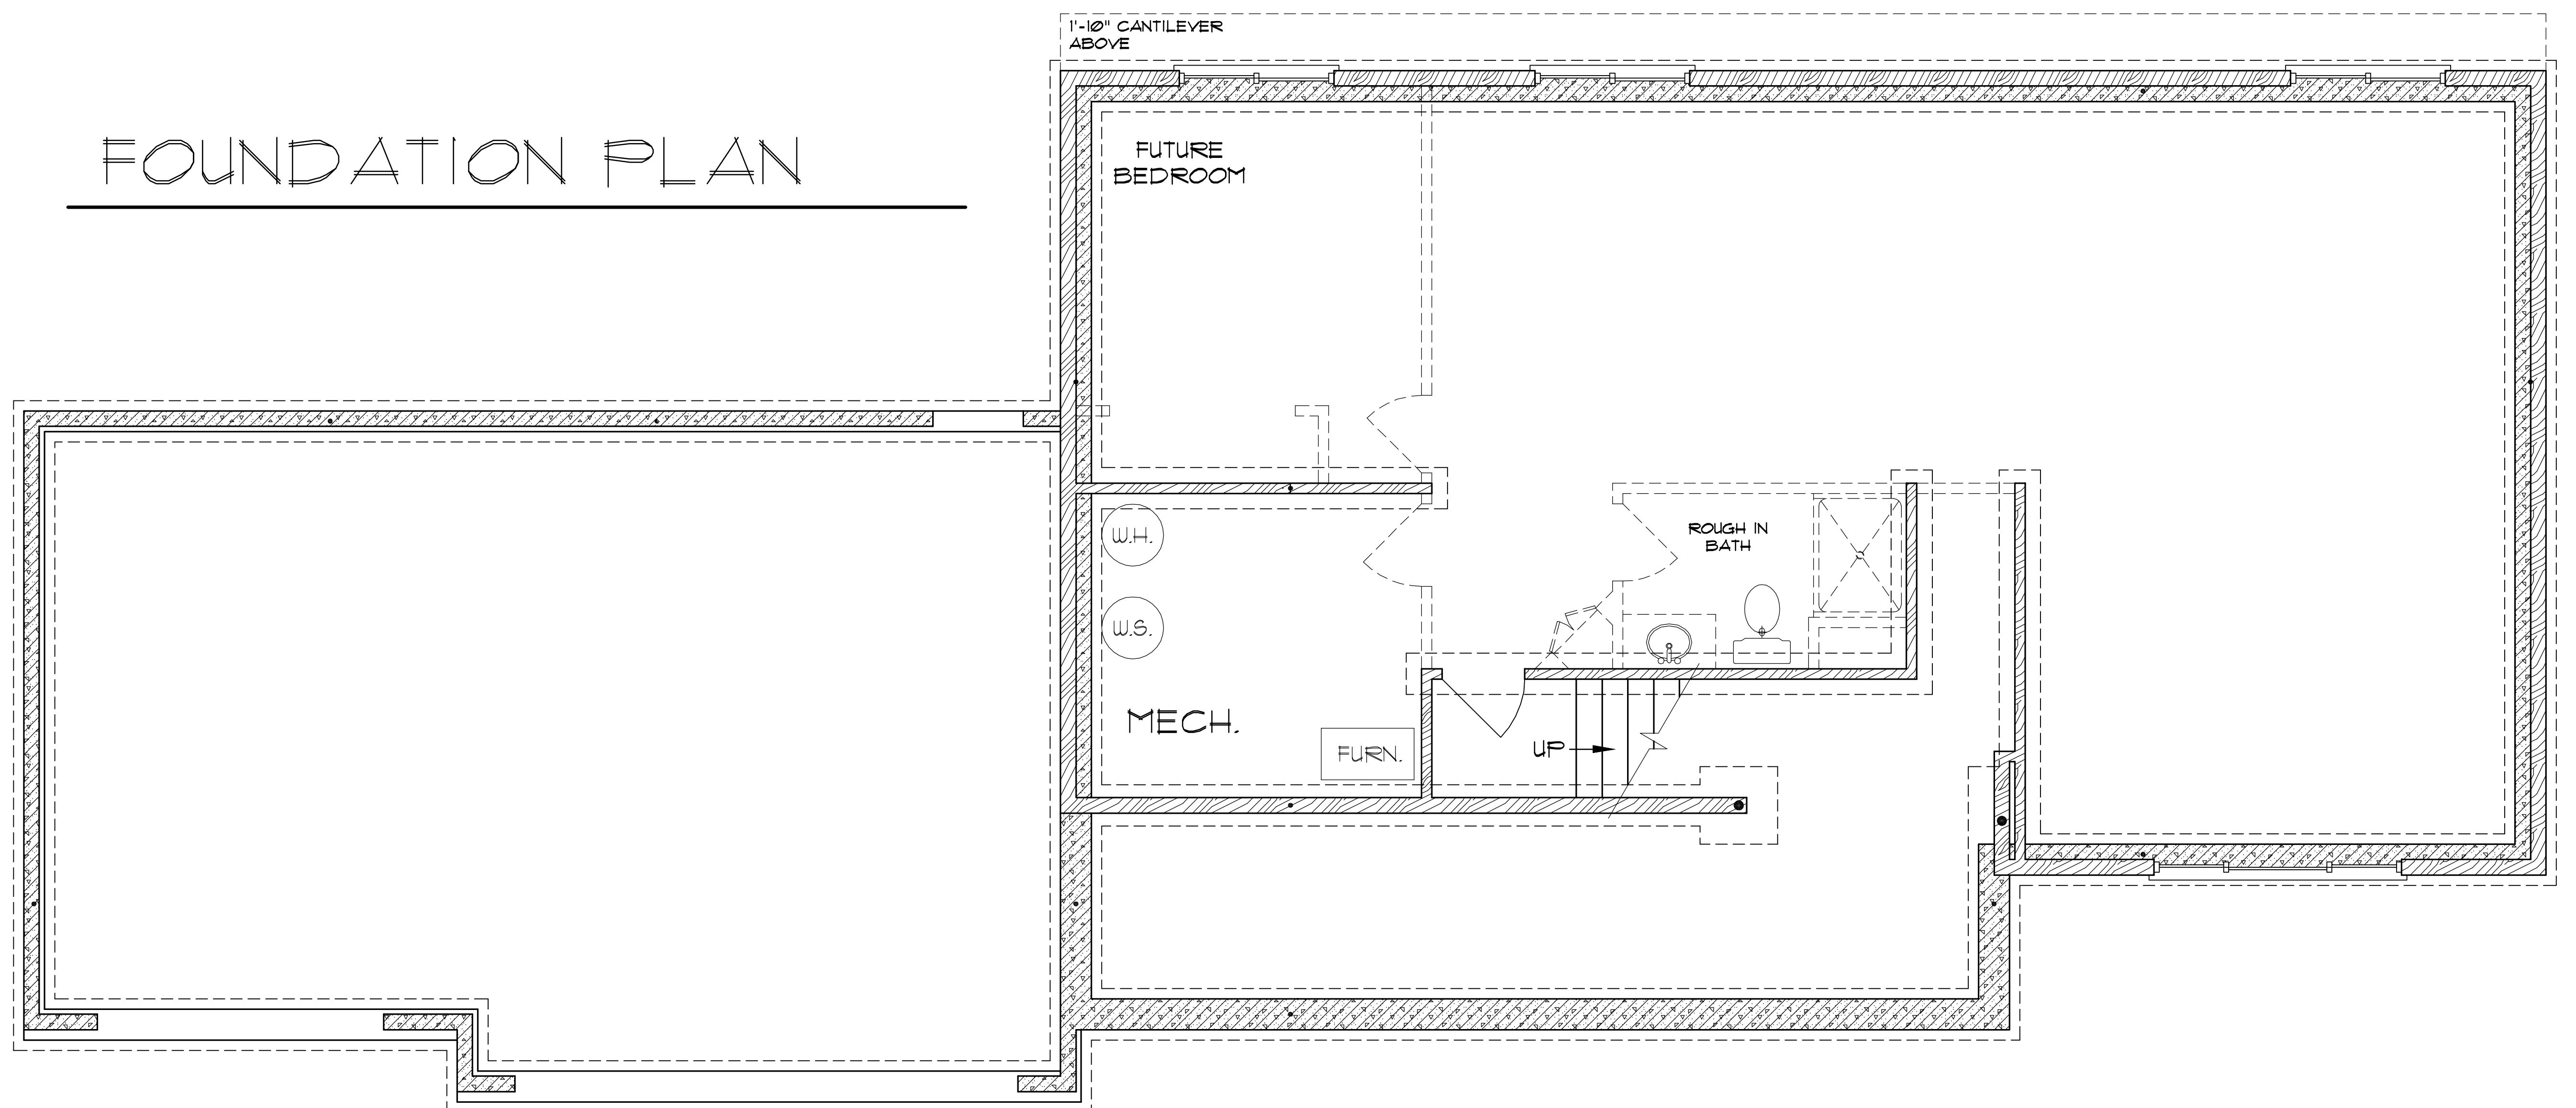 1'-10" CANTILEVER
ABOVE
FOUNDATION PLAN
FUTURE
BEDROOM
W.H.
ROUGH IN
BATH
W.S.
MECH.
FURN.
UP